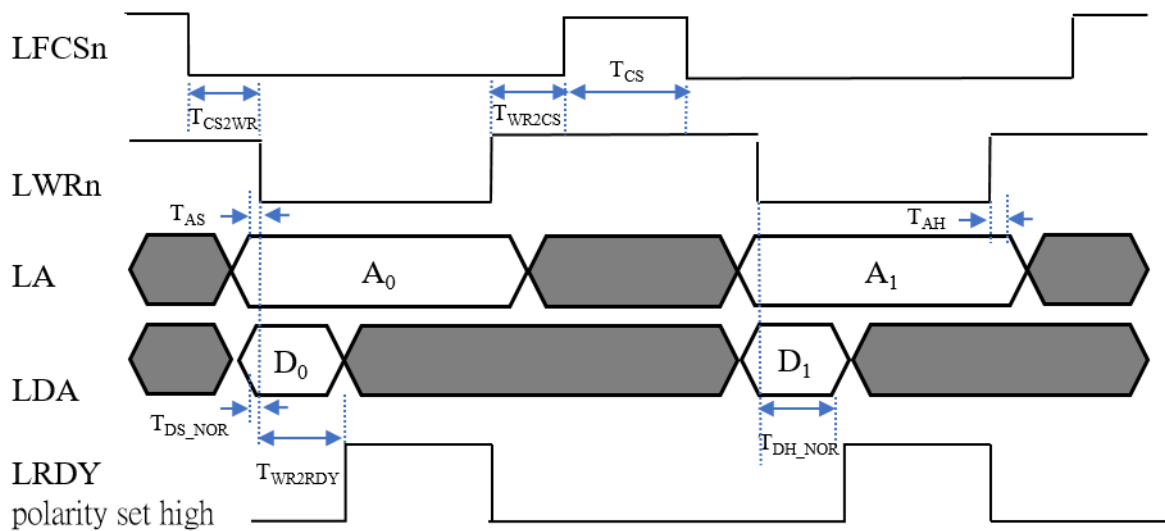 LFCSn
TCS
TCS2WR
TWR2CS
LWRn
TAS
TAH
LA
A0
A1
LDA
D0
D1
TDS_NOR
TDH_NOR
TWR2RDY
LRDY
polarity set high